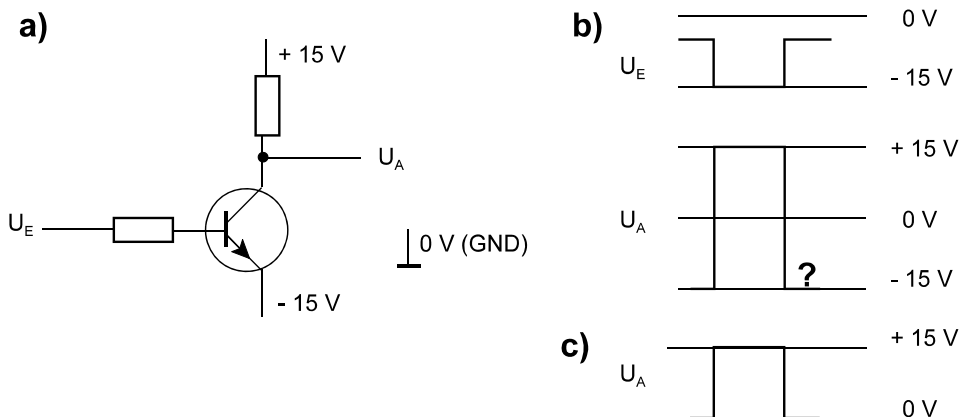 a)
+ 15 V
U_A
U_E
0 V (GND)
- 15 V
b)
0 V
U_E
- 15 V
+ 15 V
U_A
0 V
?
- 15 V
c)
+ 15 V
U_A
0 V